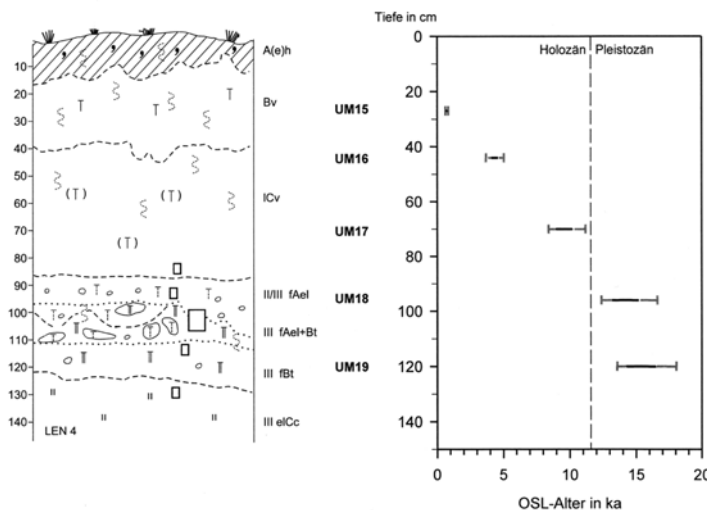 A(e)h
10
20
Bv
30
40
50
lCv
60
(T)
(T)
70
(T)
80
90
II/III fAel
100
III fAel+Bt
110
120
III fBt
130
140
III elCc
LEN 4
UM15
UM16
UM17
UM18
UM19
Tiefe in cm
0
20
40
60
80
100
120
140
Holozän
Pleistozän
0
5
10
15
20
OSL-Alter in ka